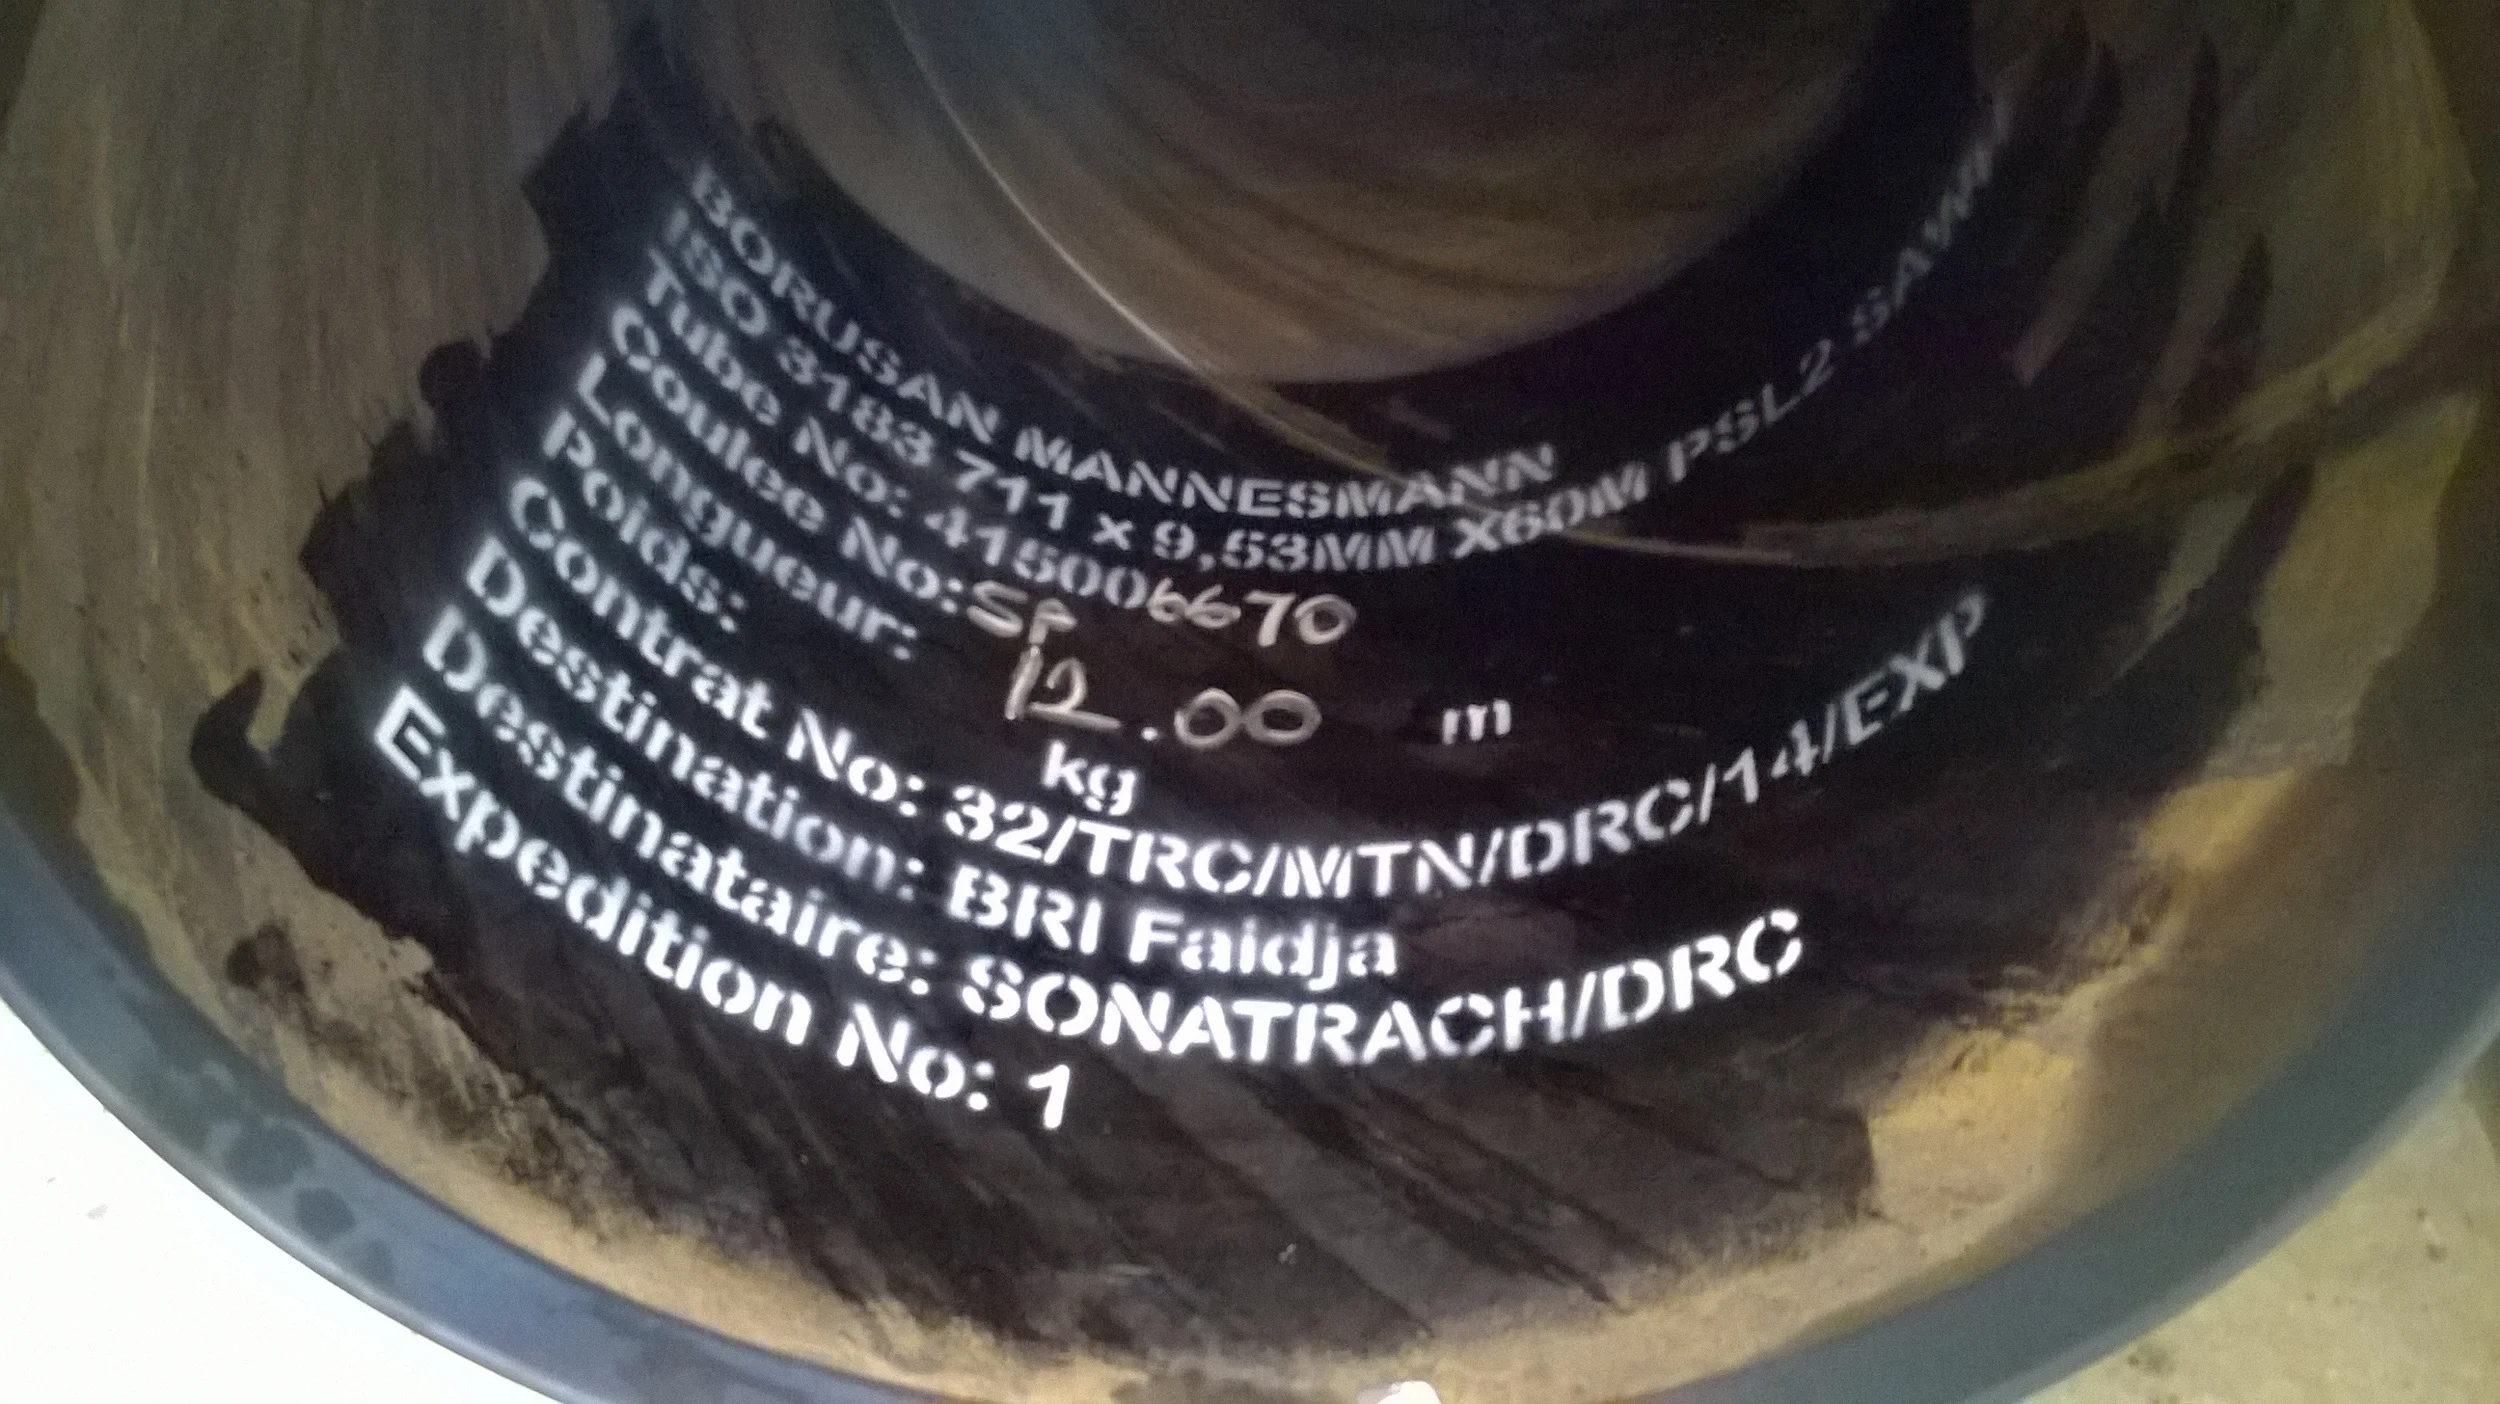 BORUSAN MANNESMANN
ISO 3183 711 x 9,53MM X60M PSL2 SAWH
Tube No: 4150066670
Coulee No: SP
Longueur: 12.00 m
Poids: kg
Contrat No: 32/TRC/MTN/DRC/14/EXP
Destination: BRI Faidja
Destinataire: SONATRACH/DRC
Expedition No: 1